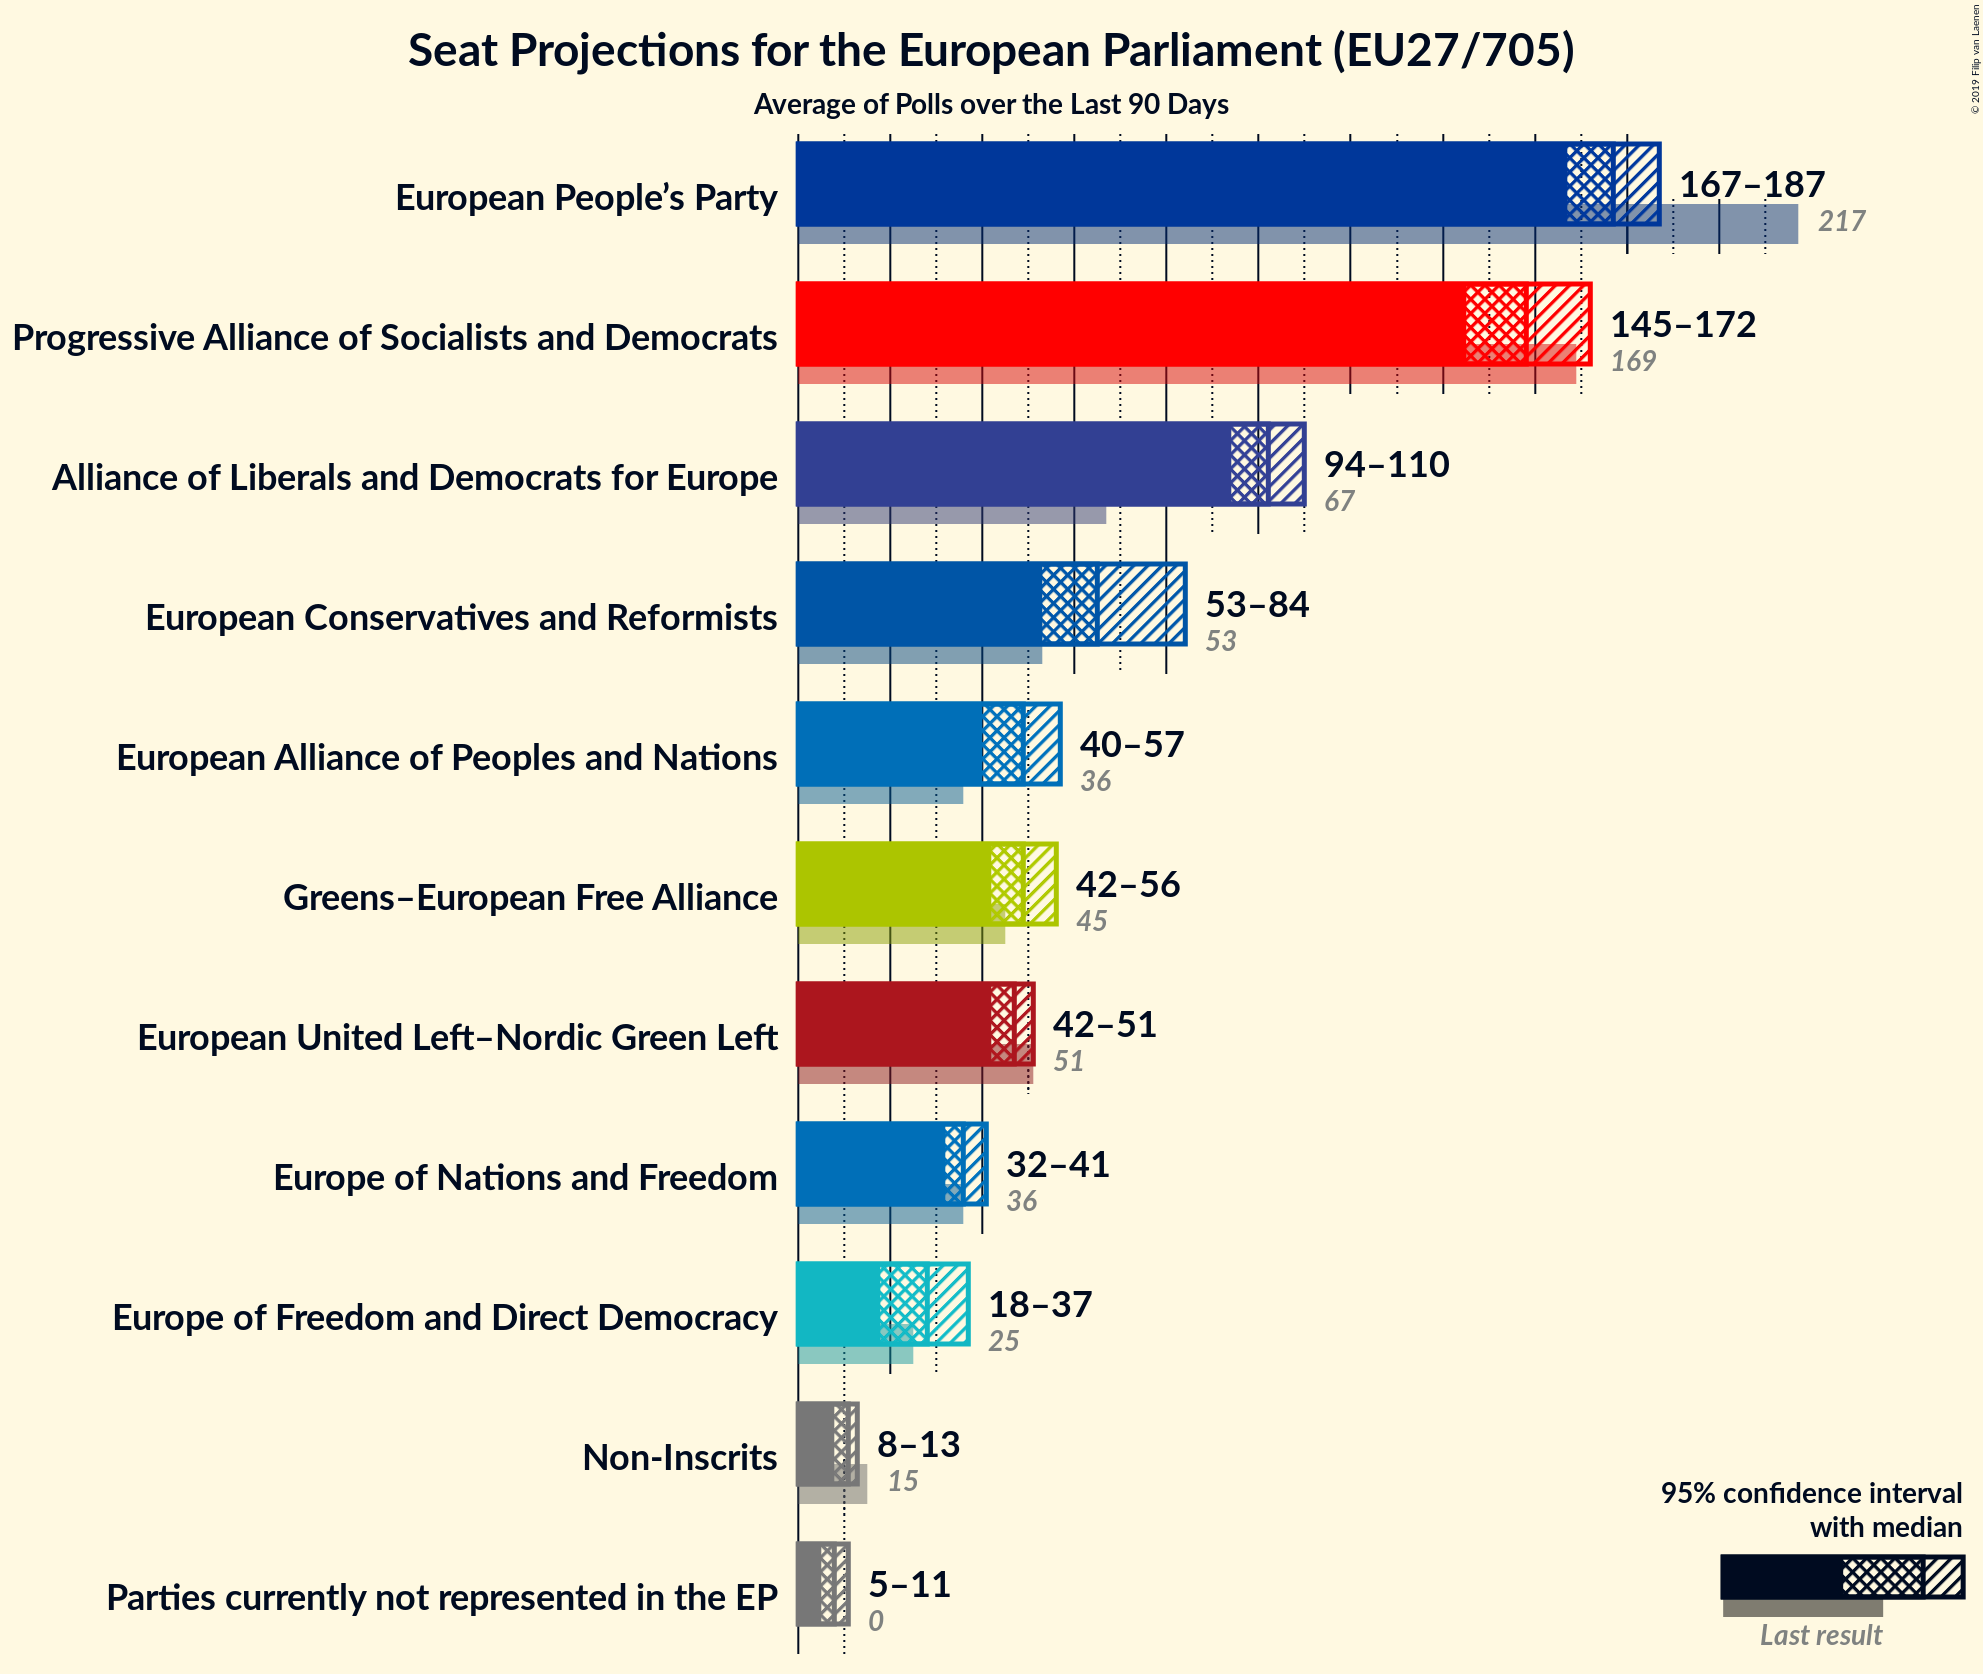 Seat Projections for the European Parliament (EU27/705)
Average of Polls over the Last 90 Days
© 2019 Filip van Laenen
European People’s Party
167–187
217
Progressive Alliance of Socialists and Democrats
145–172
169
Alliance of Liberals and Democrats for Europe
94–110
67
European Conservatives and Reformists
53–84
53
European Alliance of Peoples and Nations
40–57
36
Greens–European Free Alliance
42–56
45
European United Left–Nordic Green Left
42–51
51
Europe of Nations and Freedom
32–41
36
Europe of Freedom and Direct Democracy
18–37
25
Non-Inscrits
8–13
15
Parties currently not represented in the EP
5–11
0
95% confidence interval
with median
Last result